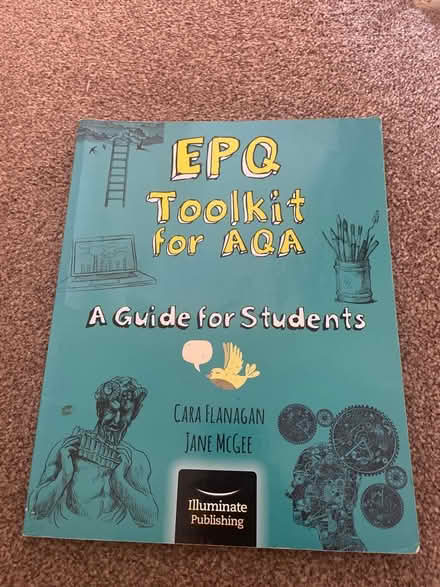 EPQ
Toolkit
for AQA
A Guide for Students
CARA FLANAGAN
JANE MCGEE
Illuminate
Publishing